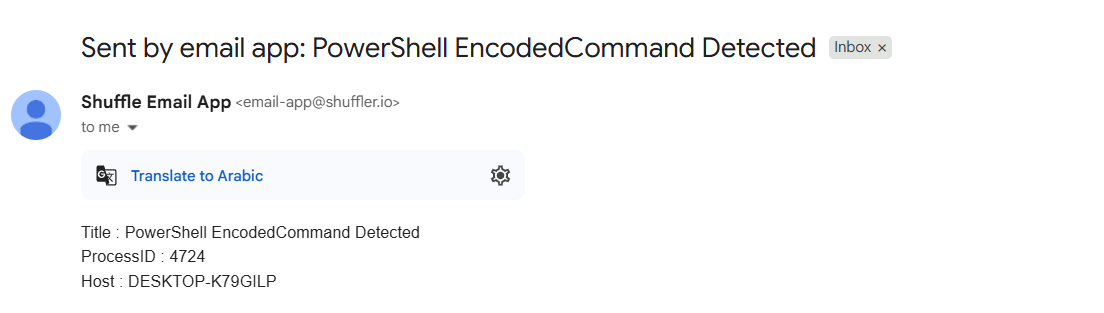 Sent by email app: PowerShell EncodedCommand Detected Inbox ×
Shuffle Email App <email-app@shuffler.io>
to me
Translate to Arabic
Title : PowerShell EncodedCommand Detected
ProcessID : 4724
Host : DESKTOP-K79GILP